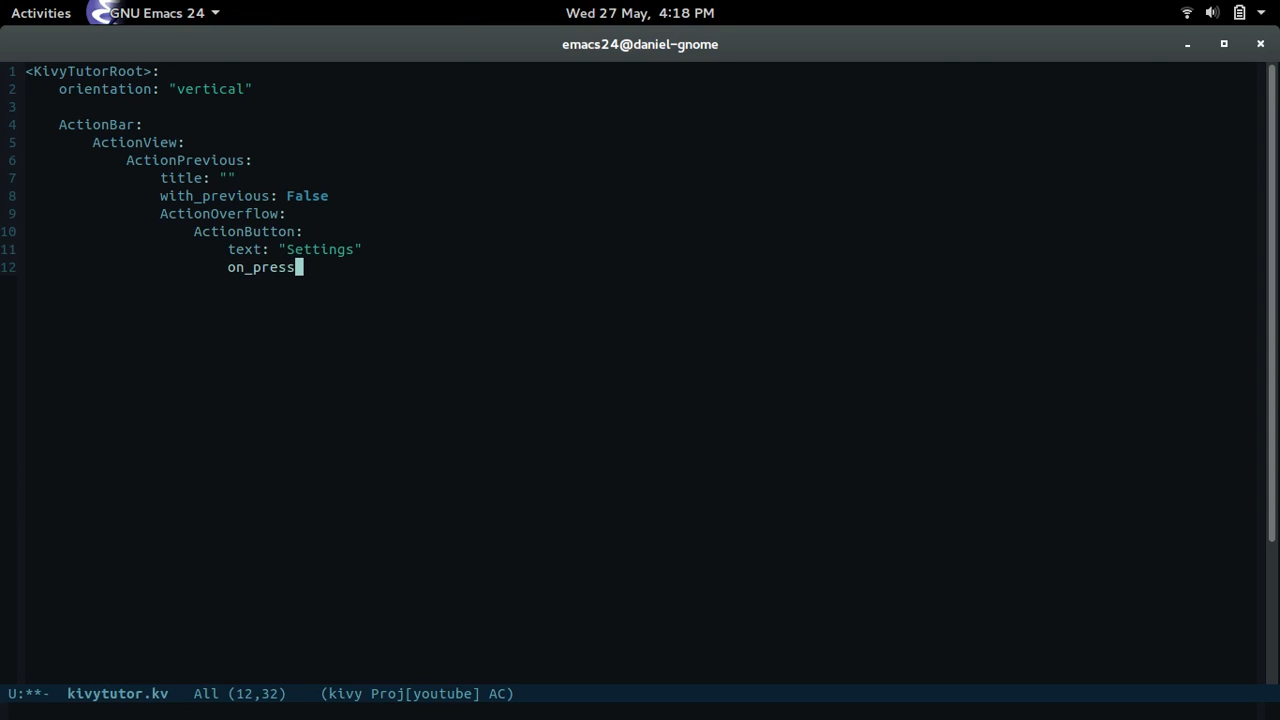 Activities GNU Emacs 24 Wed 27 May, 4:18 PM
emacs24@daniel-gnome
1 <KivyTutorRoot>:
2     orientation: "vertical"
3
4     ActionBar:
5         ActionView:
6             ActionPrevious:
7                 title: ""
8                 with_previous: False
9                 ActionOverflow:
10                     ActionButton:
11                         text: "Settings"
12                         on_press
U:**-  kivytutor.kv   All (12,32)    (kivy Proj[youtube] AC)